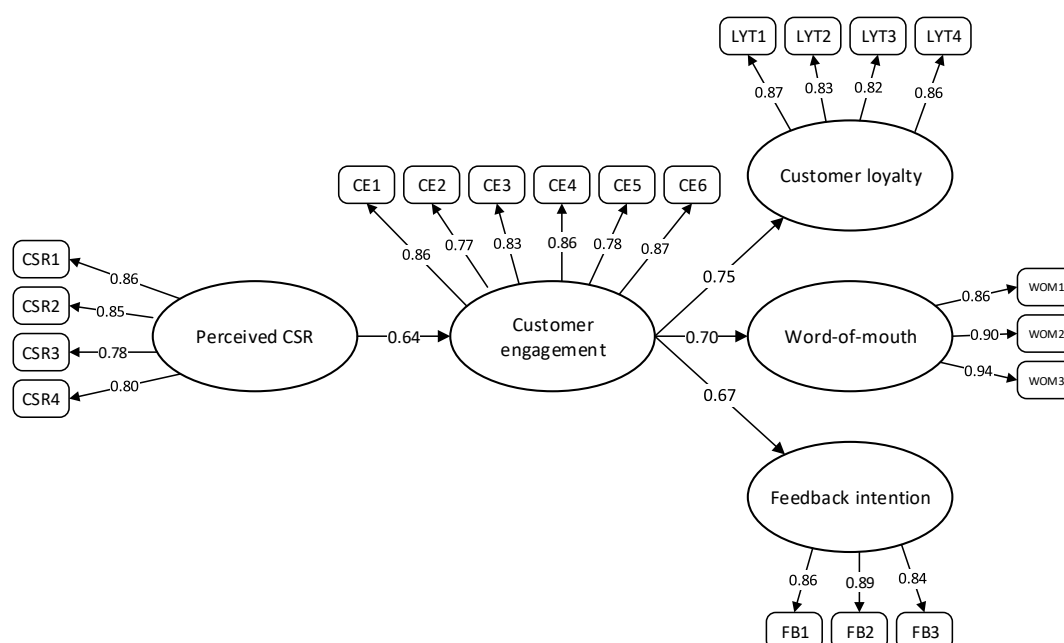 LYT1 LYT2 LYT3 LYT4
0.87 0.83 0.82 0.86
Customer loyalty
CE1 CE2 CE3 CE4 CE5 CE6
0.86 0.77 0.83 0.86 0.78 0.87
CSR1
CSR2
CSR3
CSR4
0.86
0.85
0.78
0.80
Perceived CSR
0.64
Customer
engagement
0.75
0.70
0.67
Word-of-mouth
0.86
0.90
0.94
WOM1
WOM2
WOM3
Feedback intention
0.86 0.89 0.84
FB1 FB2 FB3